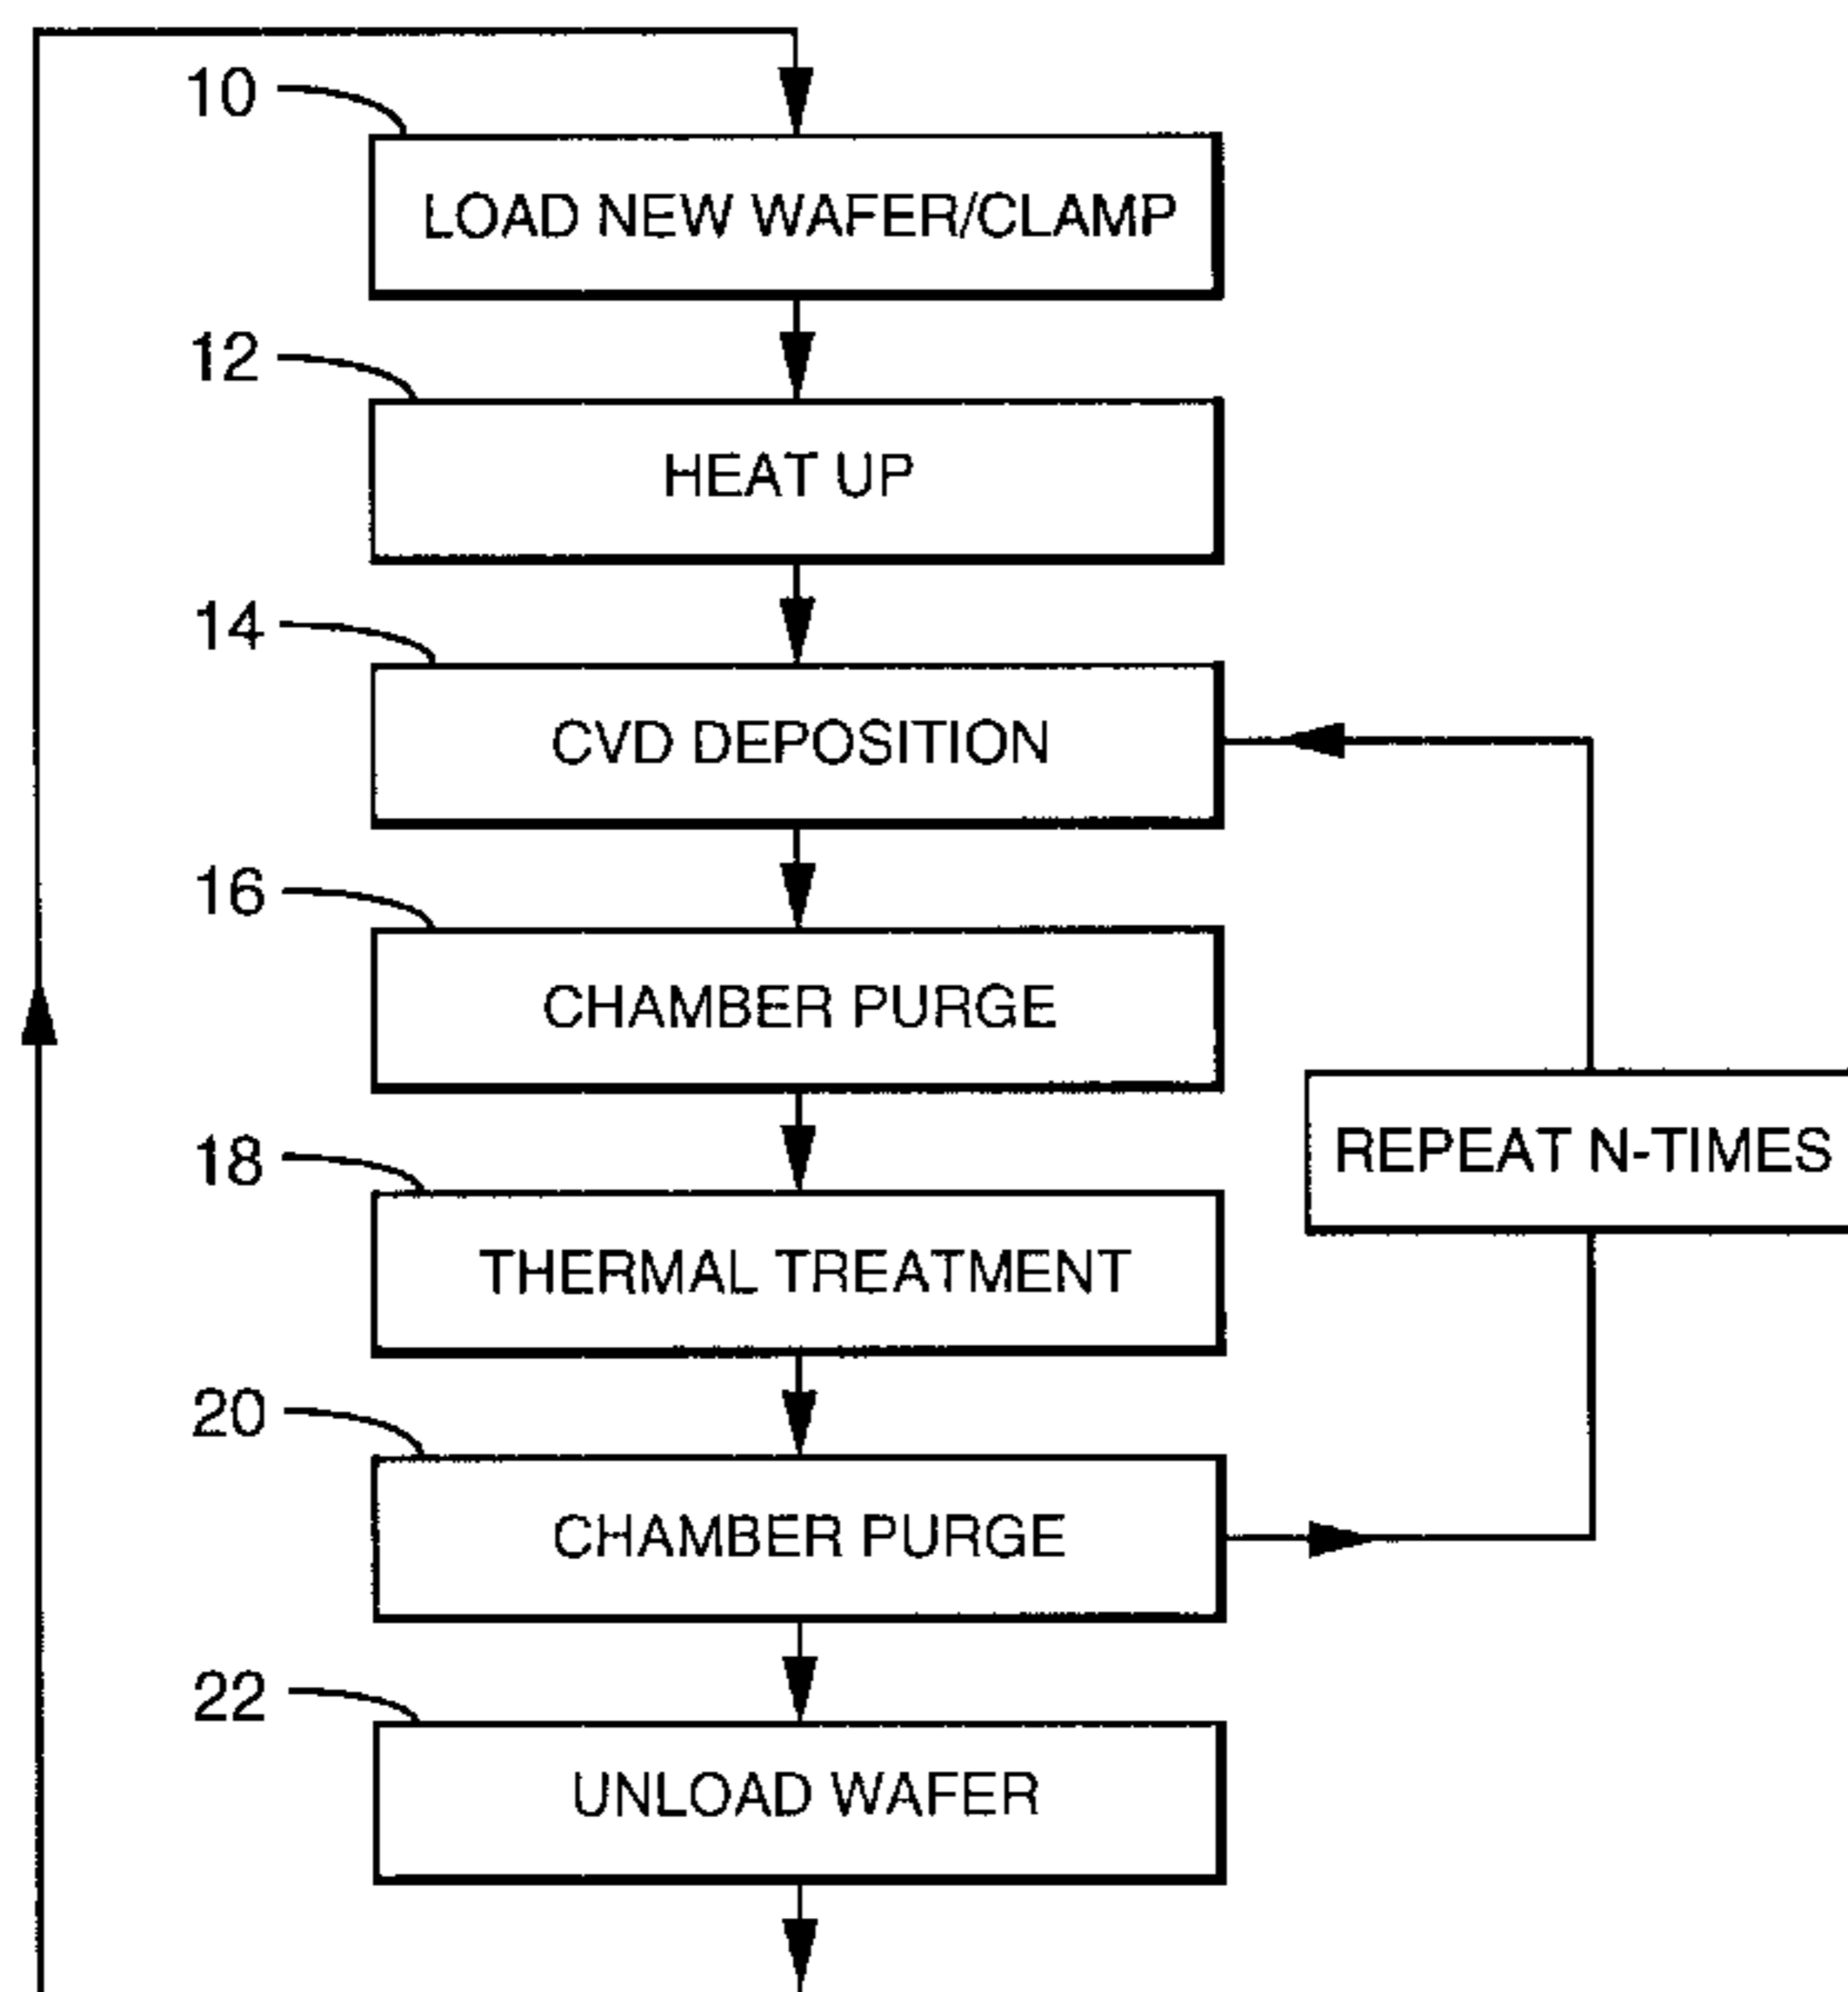 10
LOAD NEW WAFER/CLAMP
12
HEAT UP
14
CVD DEPOSITION
16
CHAMBER PURGE
18
REPEAT N-TIMES
THERMAL TREATMENT
20
CHAMBER PURGE
22
UNLOAD WAFER